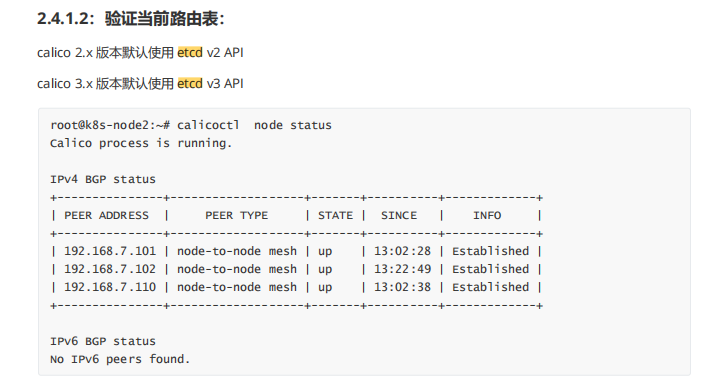 2.4.1.2：验证当前路由表：
calico 2.x 版本默认使用 etcd v2 API
calico 3.x 版本默认使用 etcd v3 API
root@k8s-node2:~# calicoctl  node status
Calico process is running.

IPv4 BGP status
+--------------+-------------------+-------+----------+-------------+
| PEER ADDRESS |     PEER TYPE     | STATE |  SINCE   |    INFO     |
+--------------+-------------------+-------+----------+-------------+
| 192.168.7.101 | node-to-node mesh | up    | 13:02:28 | Established |
| 192.168.7.102 | node-to-node mesh | up    | 13:22:49 | Established |
| 192.168.7.110 | node-to-node mesh | up    | 13:02:38 | Established |
+--------------+-------------------+-------+----------+-------------+

IPv6 BGP status
No IPv6 peers found.